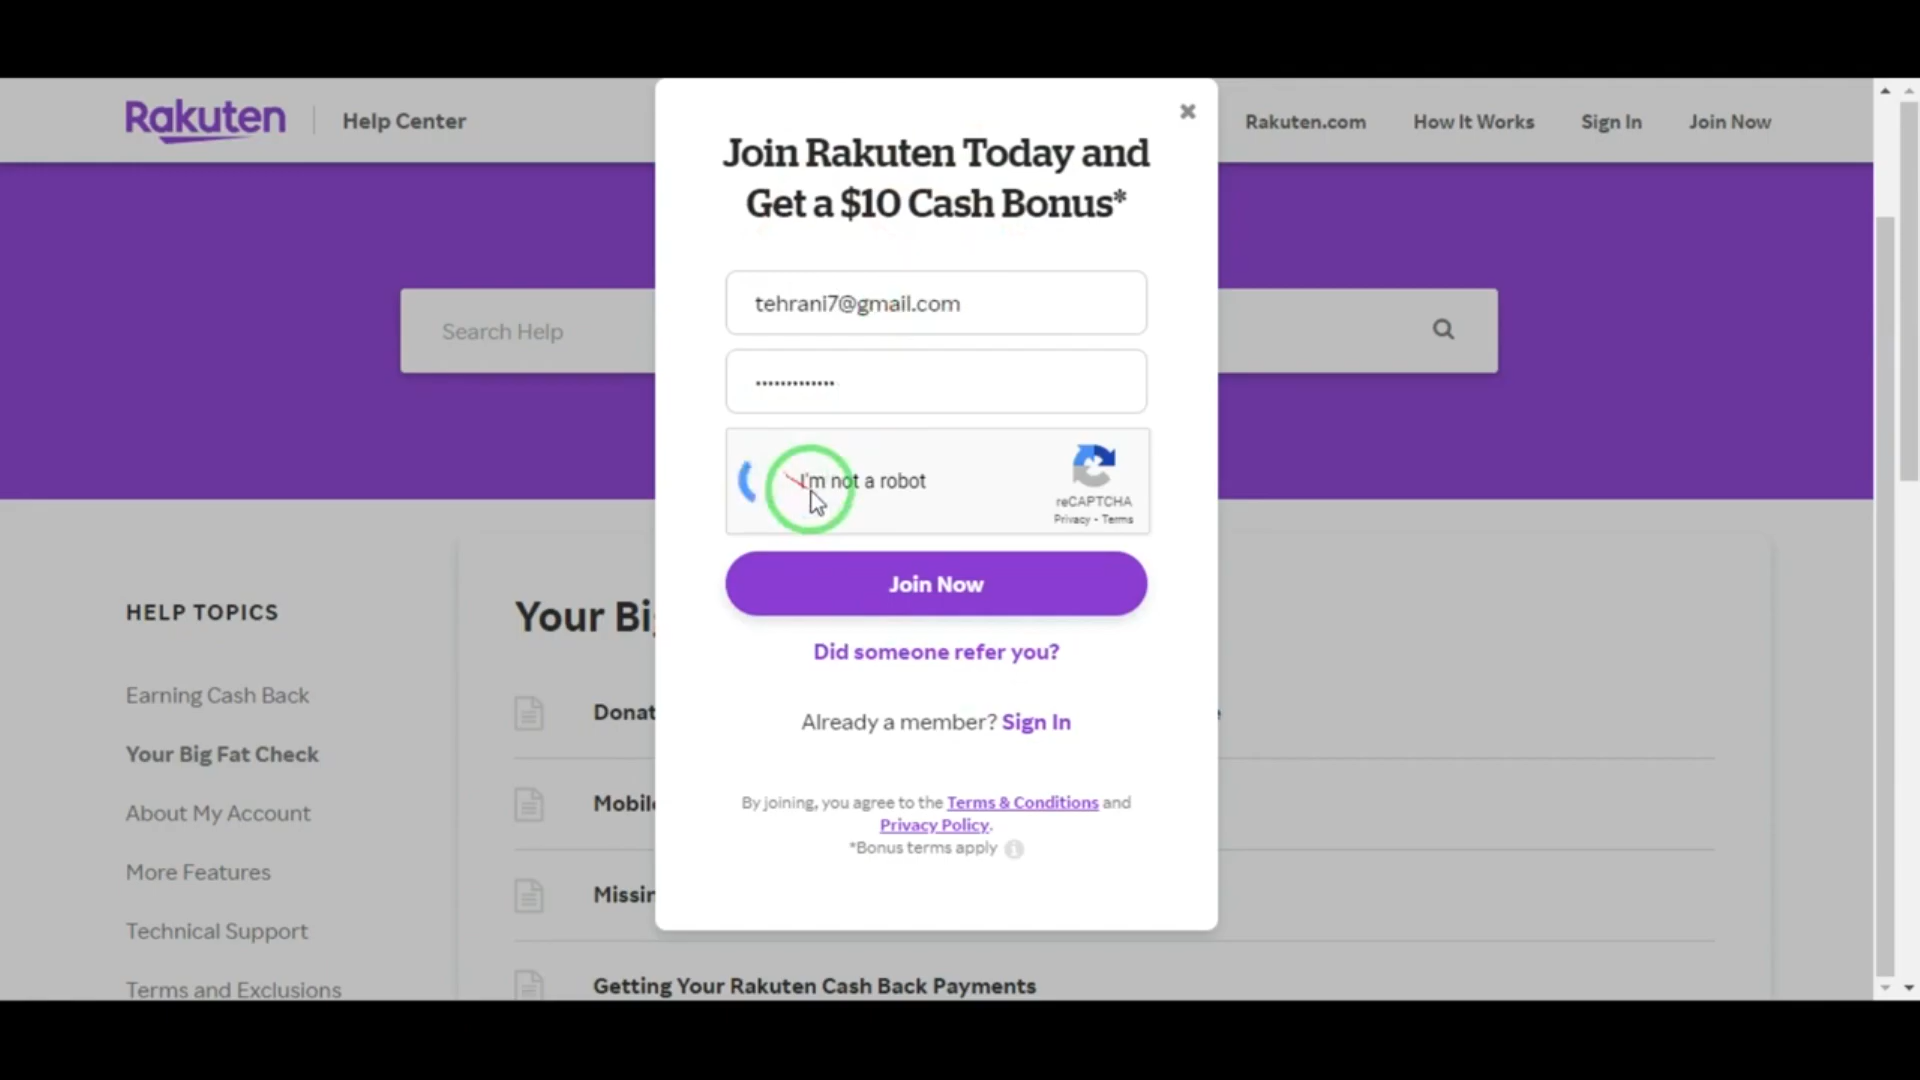 Rakuten
Help Center
Rakuten.com
How It Works
Sign In
Join Now
Join Rakuten Today and
Get a $10 Cash Bonus*
Search Help
tehrani7@gmail.com
I'm not a robot
reCAPTCHA
Privacy - Terms
Join Now
Did someone refer you?
Already a member? Sign In
By joining, you agree to the Terms & Conditions and
Privacy Policy.
*Bonus terms apply
HELP TOPICS
Earning Cash Back
Your Big Fat Check
About My Account
More Features
Technical Support
Terms and Exclusions
Your
Getting Your Rakuten Cash Back Payments